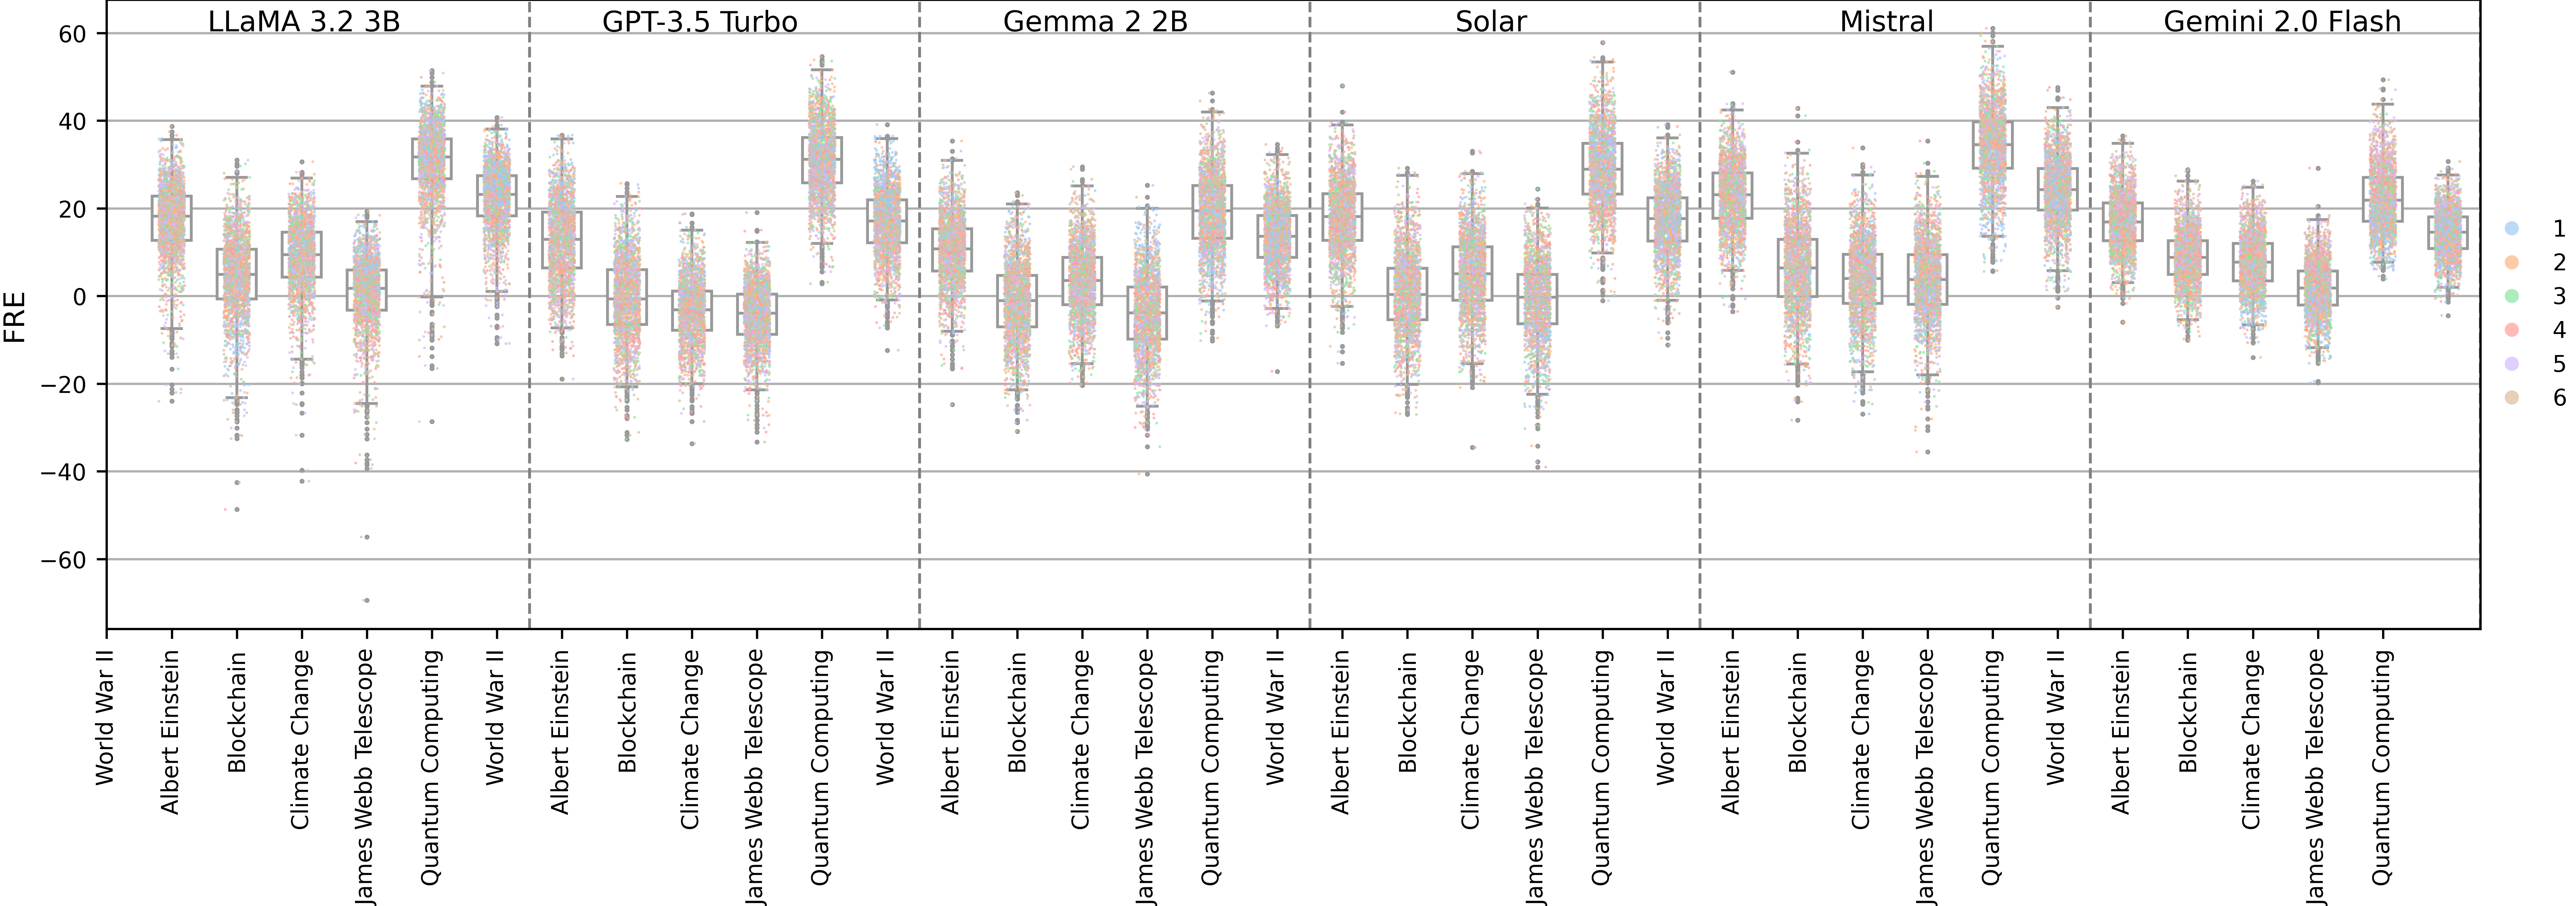 LLaMA 3.2 3B
GPT-3.5 Turbo
Gemma 2 2B
Solar
Mistral
Gemini 2.0 Flash
FRE
60
40
20
0
−20
−40
−60
World War II
Albert Einstein
Blockchain
Climate Change
James Webb Telescope
Quantum Computing
World War II
Albert Einstein
Blockchain
Climate Change
James Webb Telescope
Quantum Computing
World War II
Albert Einstein
Blockchain
Climate Change
James Webb Telescope
Quantum Computing
World War II
Albert Einstein
Blockchain
Climate Change
James Webb Telescope
Quantum Computing
World War II
Albert Einstein
Blockchain
Climate Change
James Webb Telescope
Quantum Computing
World War II
Albert Einstein
Blockchain
Climate Change
James Webb Telescope
Quantum Computing
1
2
3
4
5
6